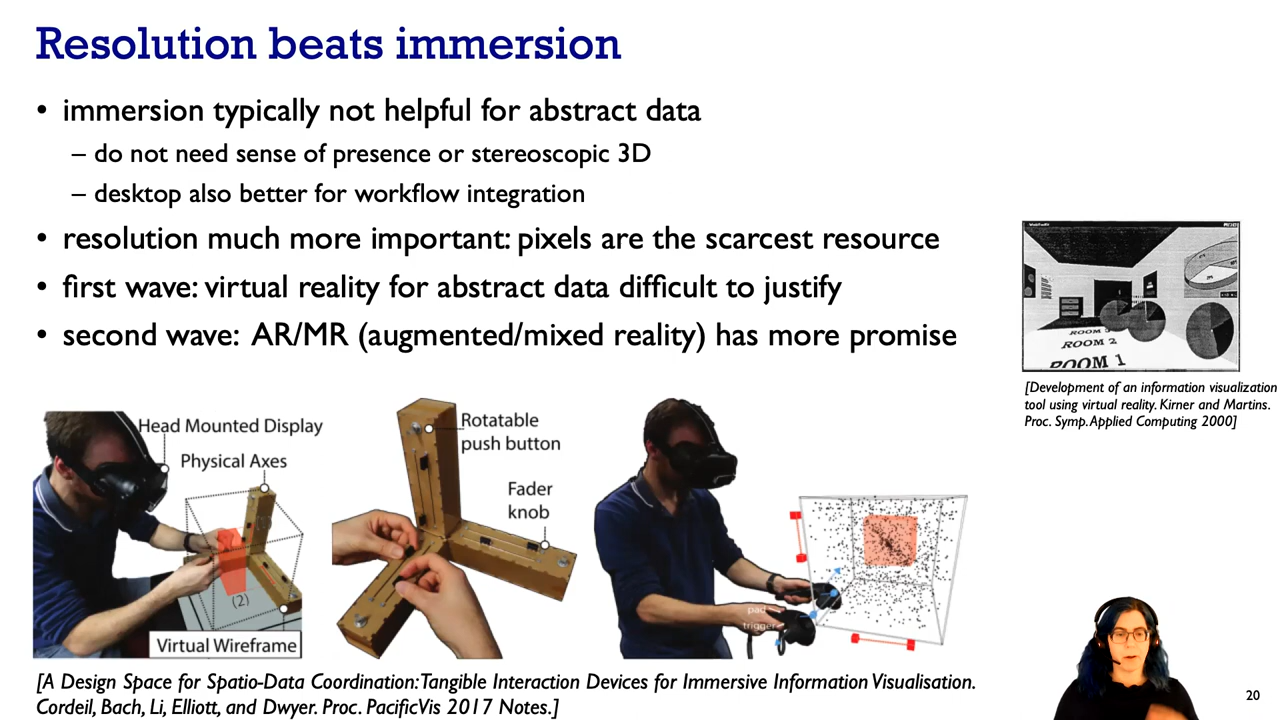 Resolution beats immersion
• immersion typically not helpful for abstract data
– do not need sense of presence or stereoscopic 3D
– desktop also better for workflow integration
• resolution much more important: pixels are the scarcest resource
• first wave: virtual reality for abstract data difficult to justify
• second wave: AR/MR (augmented/mixed reality) has more promise
ROOM 3
ROOM 2
ROOM 1
[Development of an information visualization
tool using virtual reality. Kirner and Martins.
Proc. Symp. Applied Computing 2000]
Head Mounted Display
Physical Axes
(2)
Virtual Wireframe
Rotatable
push button
Fader
knob
pad
trigger
[A Design Space for Spatio-Data Coordination: Tangible Interaction Devices for Immersive Information Visualisation.
Cordeil, Bach, Li, Elliott, and Dwyer. Proc. PacificVis 2017 Notes.]
20